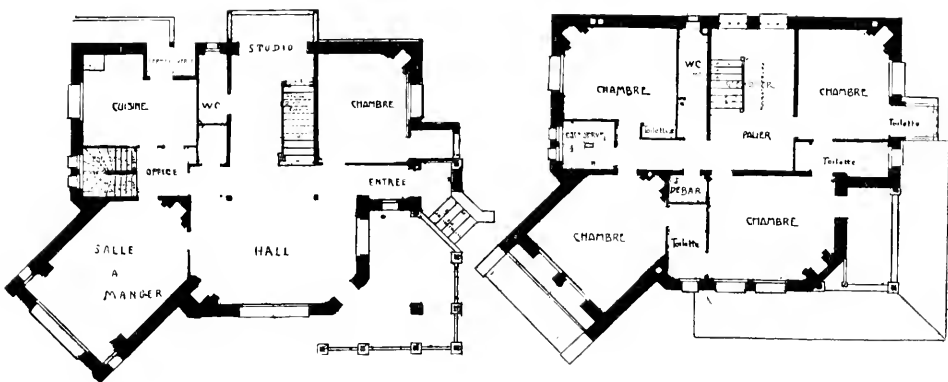 STUDIO
CUISINE
WC
CHAMBRE
OFFICE
ENTRÉE
SALLE
A
MANGER
HALL
WC
CHAMBRE
CHAMBRE
PALIER
Toilette
Toilette
Toilette
DEBAR
CHAMBRE
CHAMBRE
Toilette